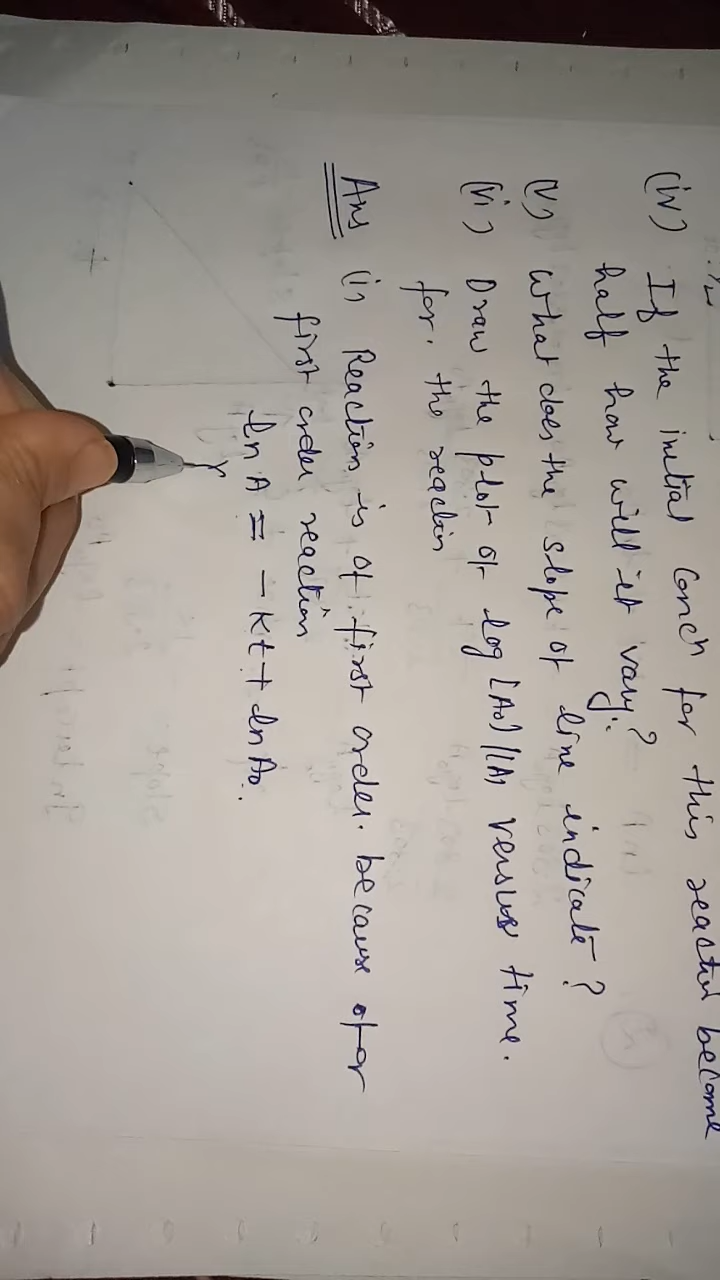 (iv) If the initial Concn for this reaction become
half how will it vary?
(v) what does the slope of line indicate?
(vi) Draw the plot of log [A₀)/(A) versus time.
for. the reaction
Ans (i) Reaction is of first order. because for
first order reaction
ln A = - Kt + ln A₀.